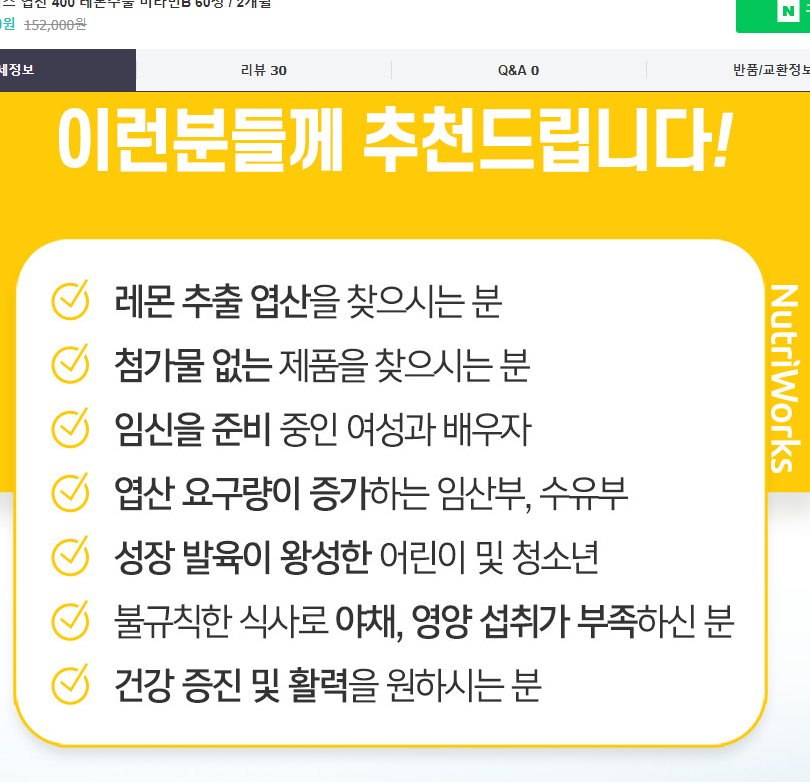 엽산 400 레몬추출 비타민B 60정 / 2개월
원 152,000원
N
세정보
리뷰 30
Q&A 0
반품/교환정보
이런분들께 추천드립니다!
레몬 추출 엽산을 찾으시는 분
첨가물 없는 제품을 찾으시는 분
임신을 준비 중인 여성과 배우자
엽산 요구량이 증가하는 임산부, 수유부
성장 발육이 왕성한 어린이 및 청소년
불규칙한 식사로 야채, 영양 섭취가 부족하신 분
건강 증진 및 활력을 원하시는 분
NutriWorks